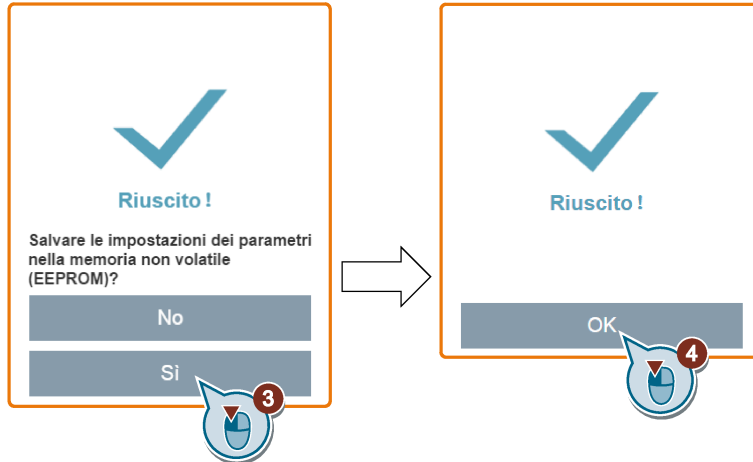 Riuscito !
Salvare le impostazioni dei parametri
nella memoria non volatile
(EEPROM)?
No
Sì
3
Riuscito !
OK
4